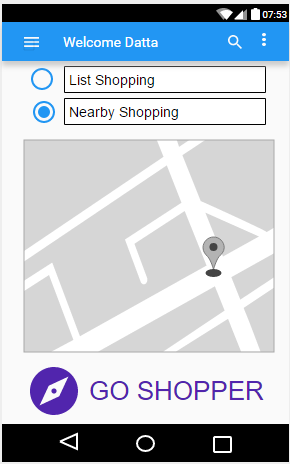 07:53
Welcome Datta
List Shopping
Nearby Shopping
GO SHOPPER